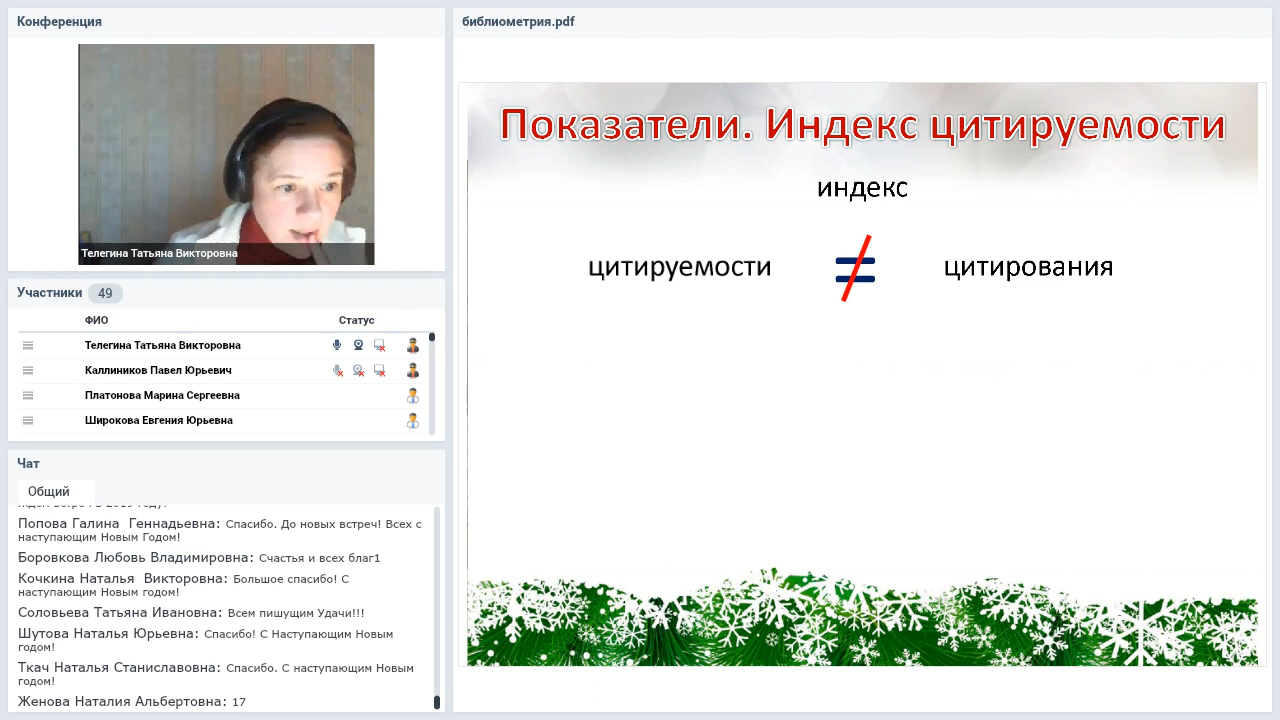 Конференция
Телегина Татьяна Викторовна
Участники 49
ФИО Статус
Телегина Татьяна Викторовна
Каллиников Павел Юрьевич
Платонова Марина Сергеевна
Широкова Евгения Юрьевна
Чат
Общий
Попова Галина Геннадьевна: Спасибо. До новых встреч! Всех с
наступающим Новым Годом!
Боровкова Любовь Владимировна: Счастья и всех благ1
Кочкина Наталья Викторовна: Большое спасибо! С
наступающим Новым годом!
Соловьева Татьяна Ивановна: Всем пишущим Удачи!!!
Шутова Наталья Юрьевна: Спасибо! С Наступающим Новым
годом!
Ткач Наталья Станиславовна: Спасибо. С наступающим Новым
годом!
Женова Наталия Альбертовна: 17
библиометрия.pdf
Показатели. Индекс цитируемости
индекс
цитируемости ≠ цитирования